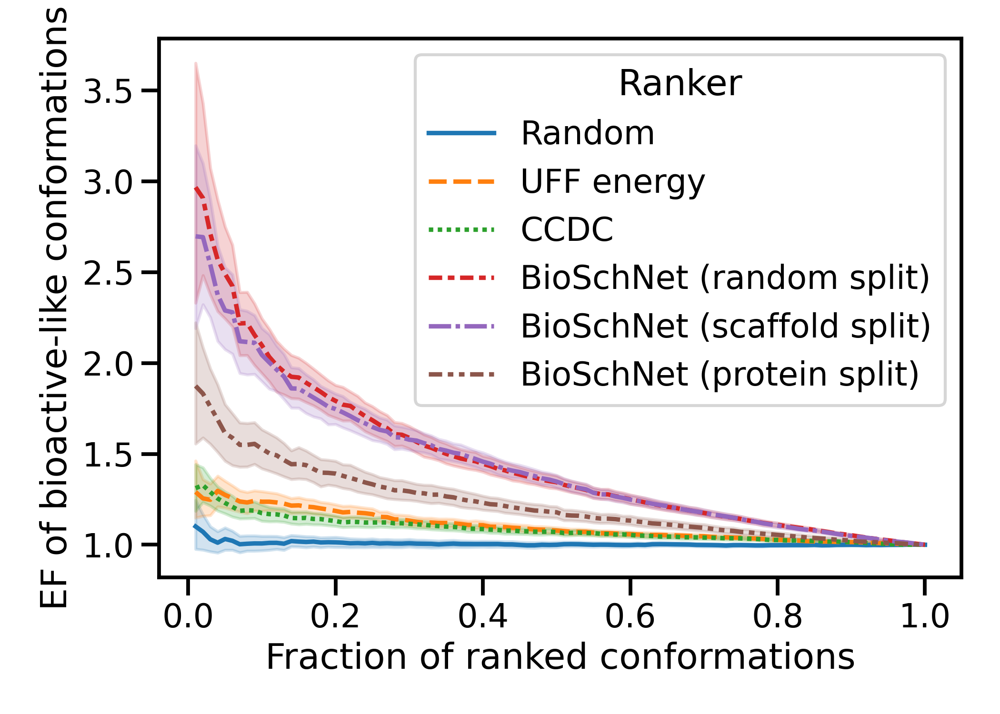 EF of bioactive-like conformations
3.5
3.0
2.5
2.0
1.5
1.0
Ranker
Random
UFF energy
CCDC
BioSchNet (random split)
BioSchNet (scaffold split)
BioSchNet (protein split)
0.0 0.2 0.4 0.6 0.8 1.0
Fraction of ranked conformations